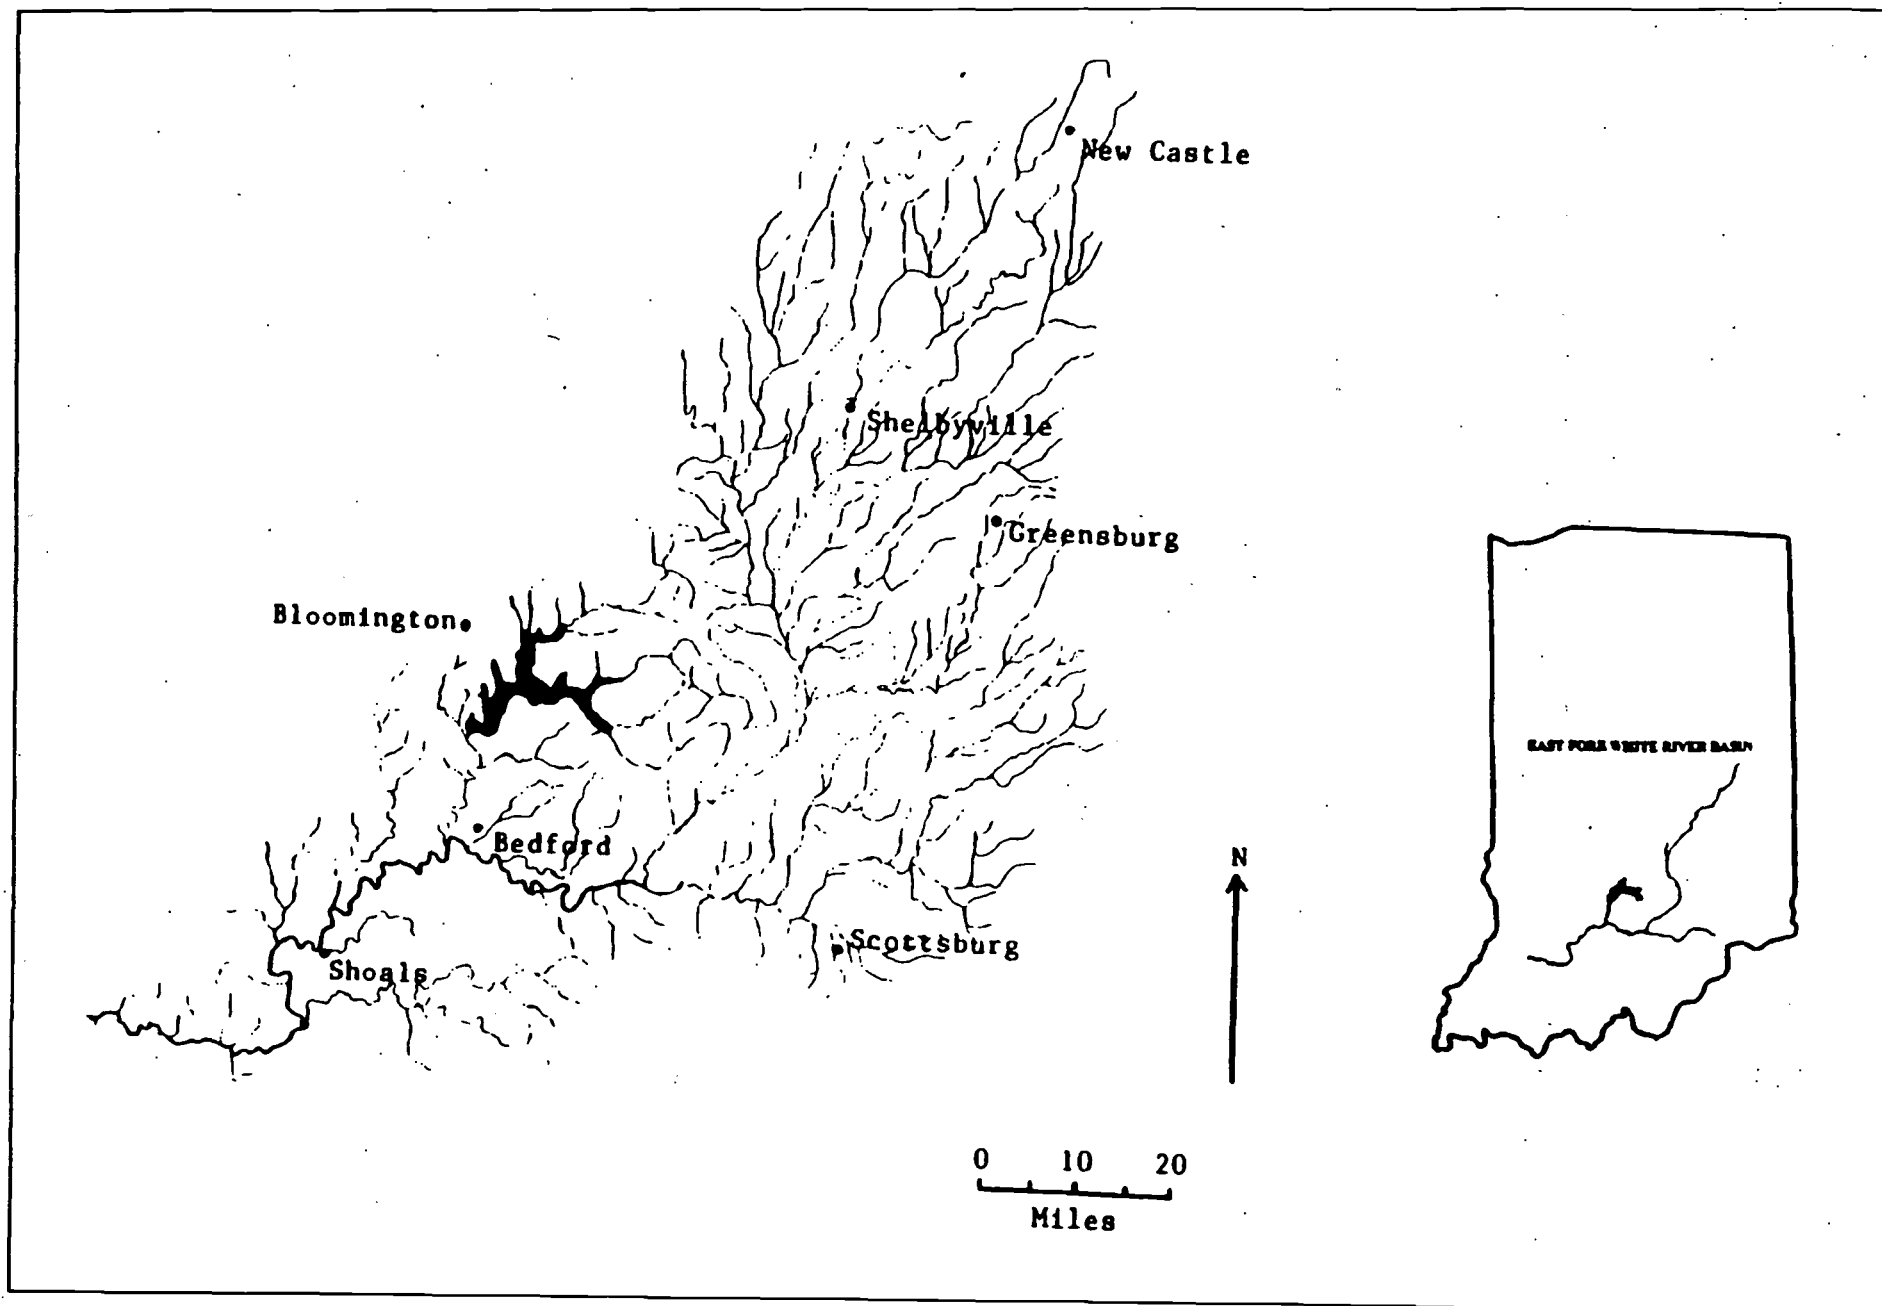 New Castle
Shelbyville
Greensburg
Bloomington
EAST FORK WHITE RIVER BASIN
Bedford
N
Scottsburg
Shoals
0 10 20
Miles